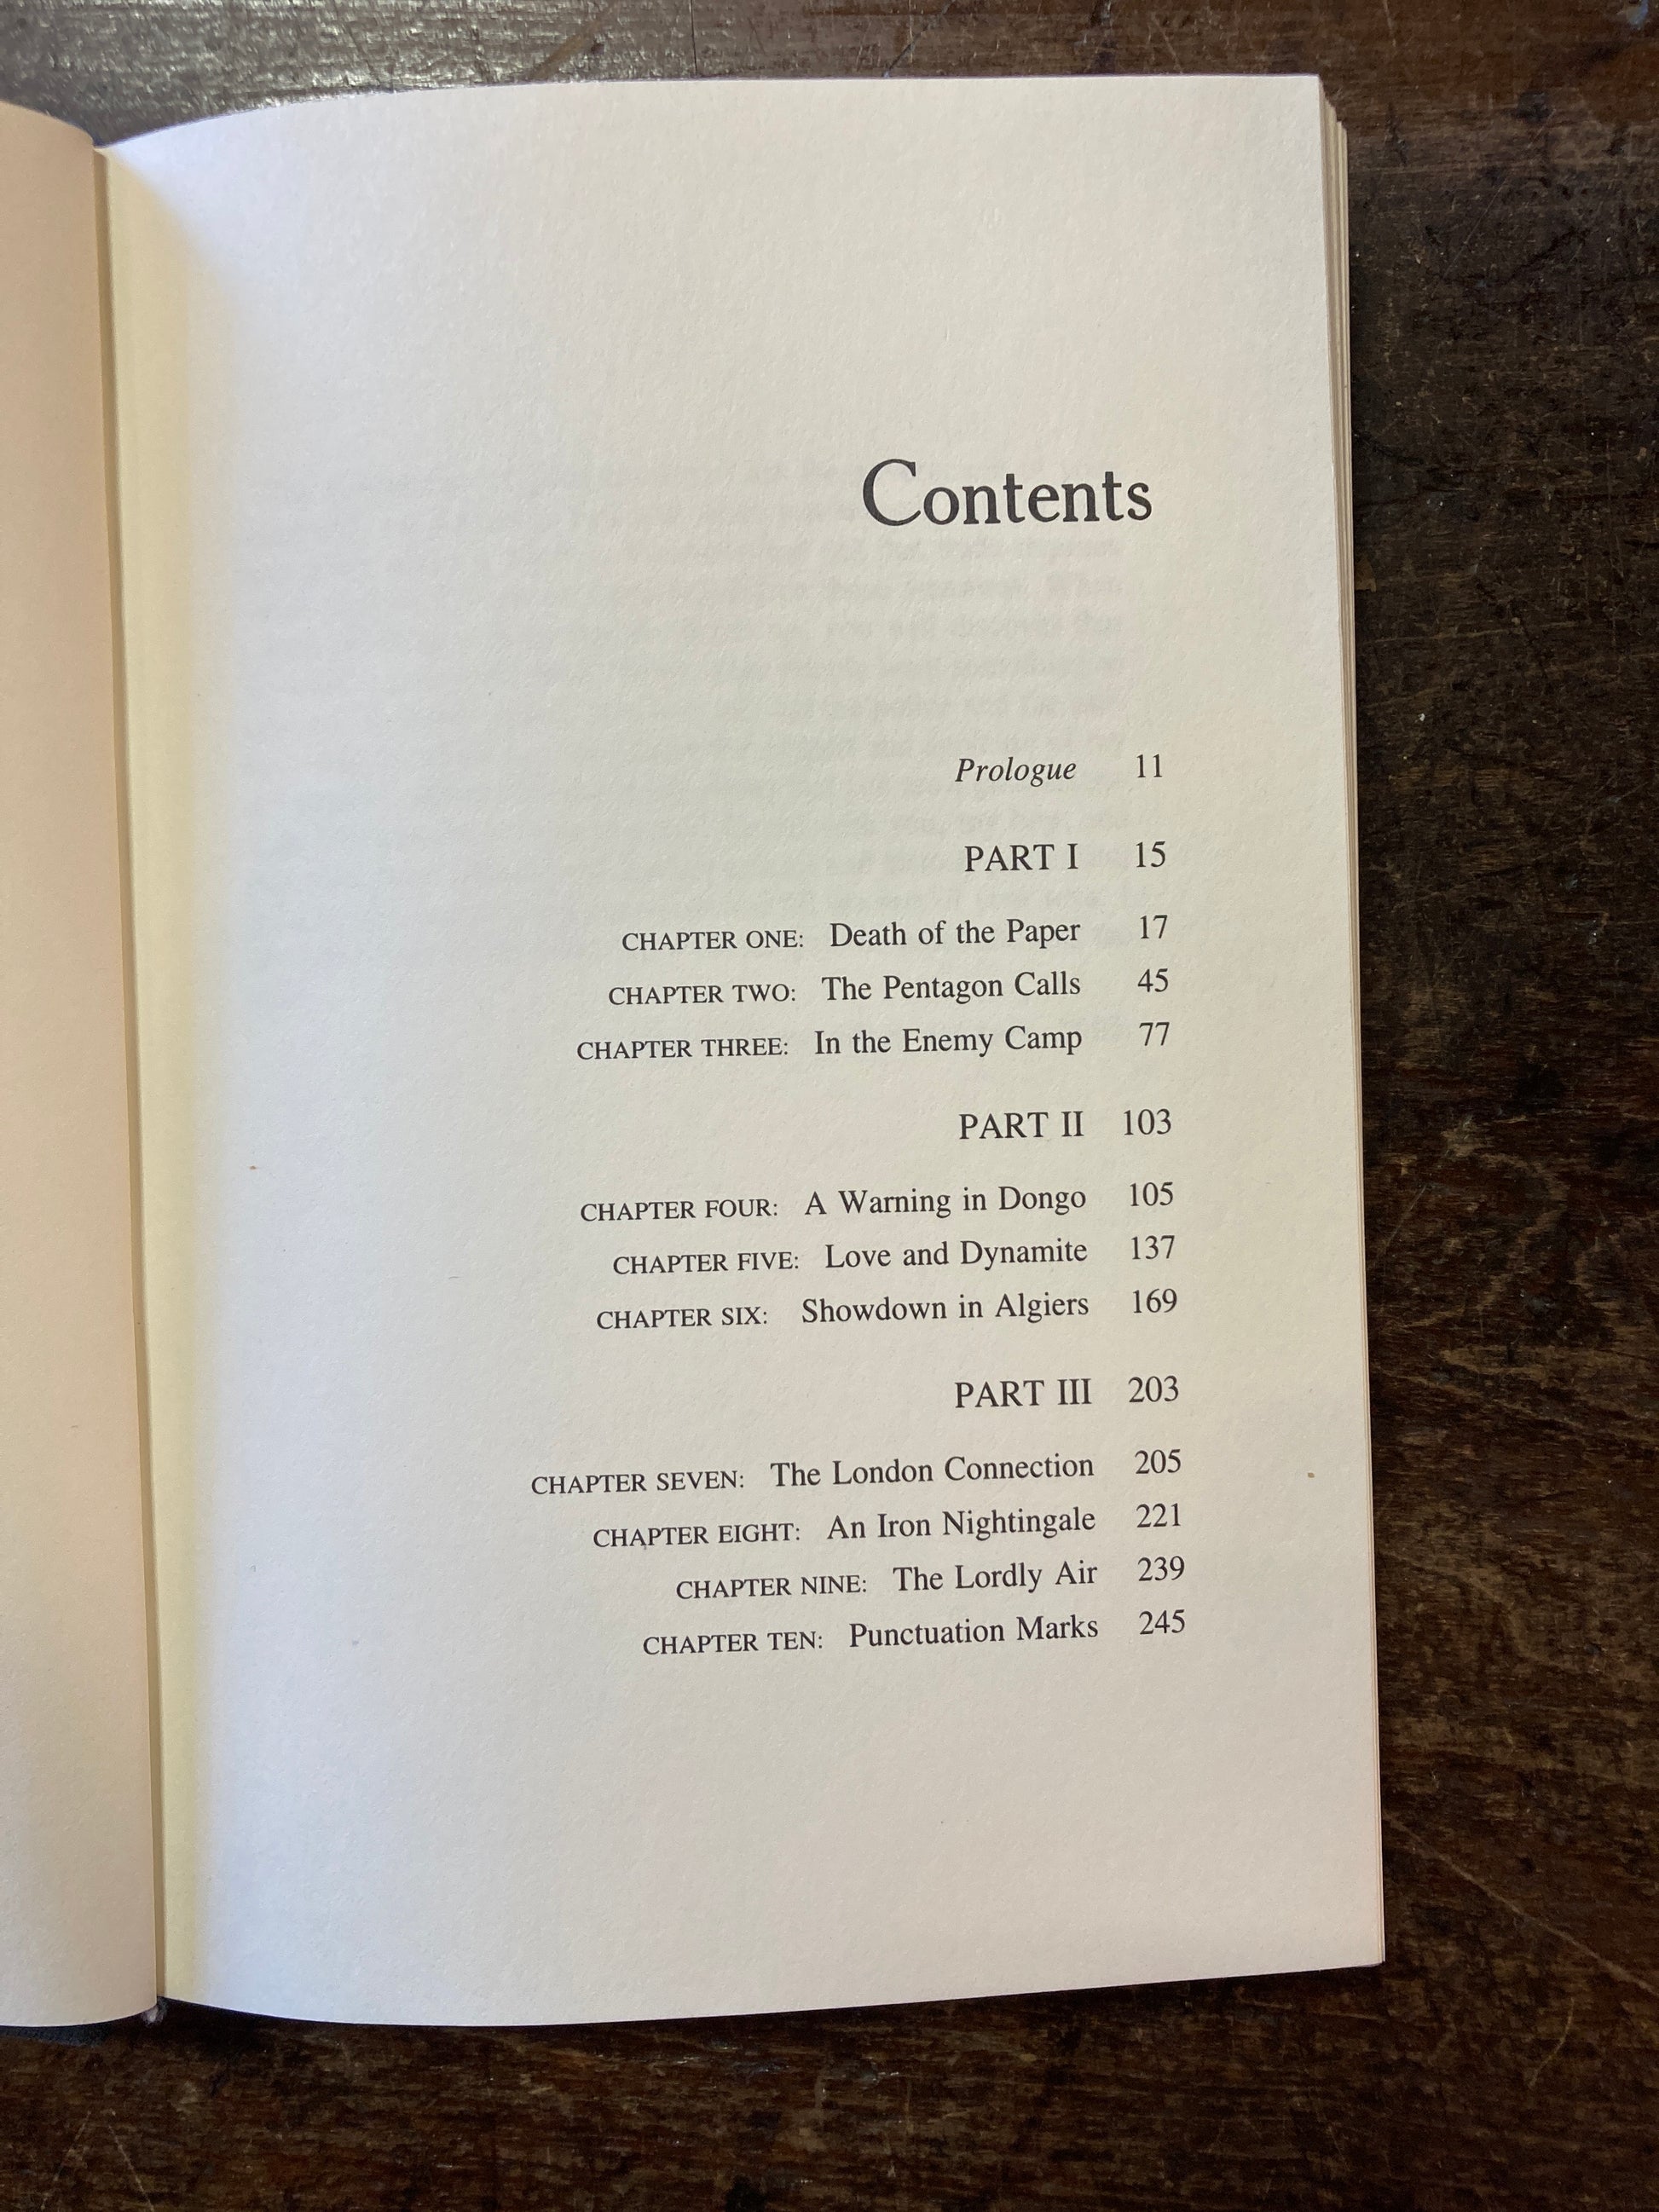 Contents
Prologue 11
PART I 15
CHAPTER ONE: Death of the Paper 17
CHAPTER TWO: The Pentagon Calls 45
CHAPTER THREE: In the Enemy Camp 77
PART II 103
CHAPTER FOUR: A Warning in Dongo 105
CHAPTER FIVE: Love and Dynamite 137
CHAPTER SIX: Showdown in Algiers 169
PART III 203
CHAPTER SEVEN: The London Connection 205
CHAPTER EIGHT: An Iron Nightingale 221
CHAPTER NINE: The Lordly Air 239
CHAPTER TEN: Punctuation Marks 245